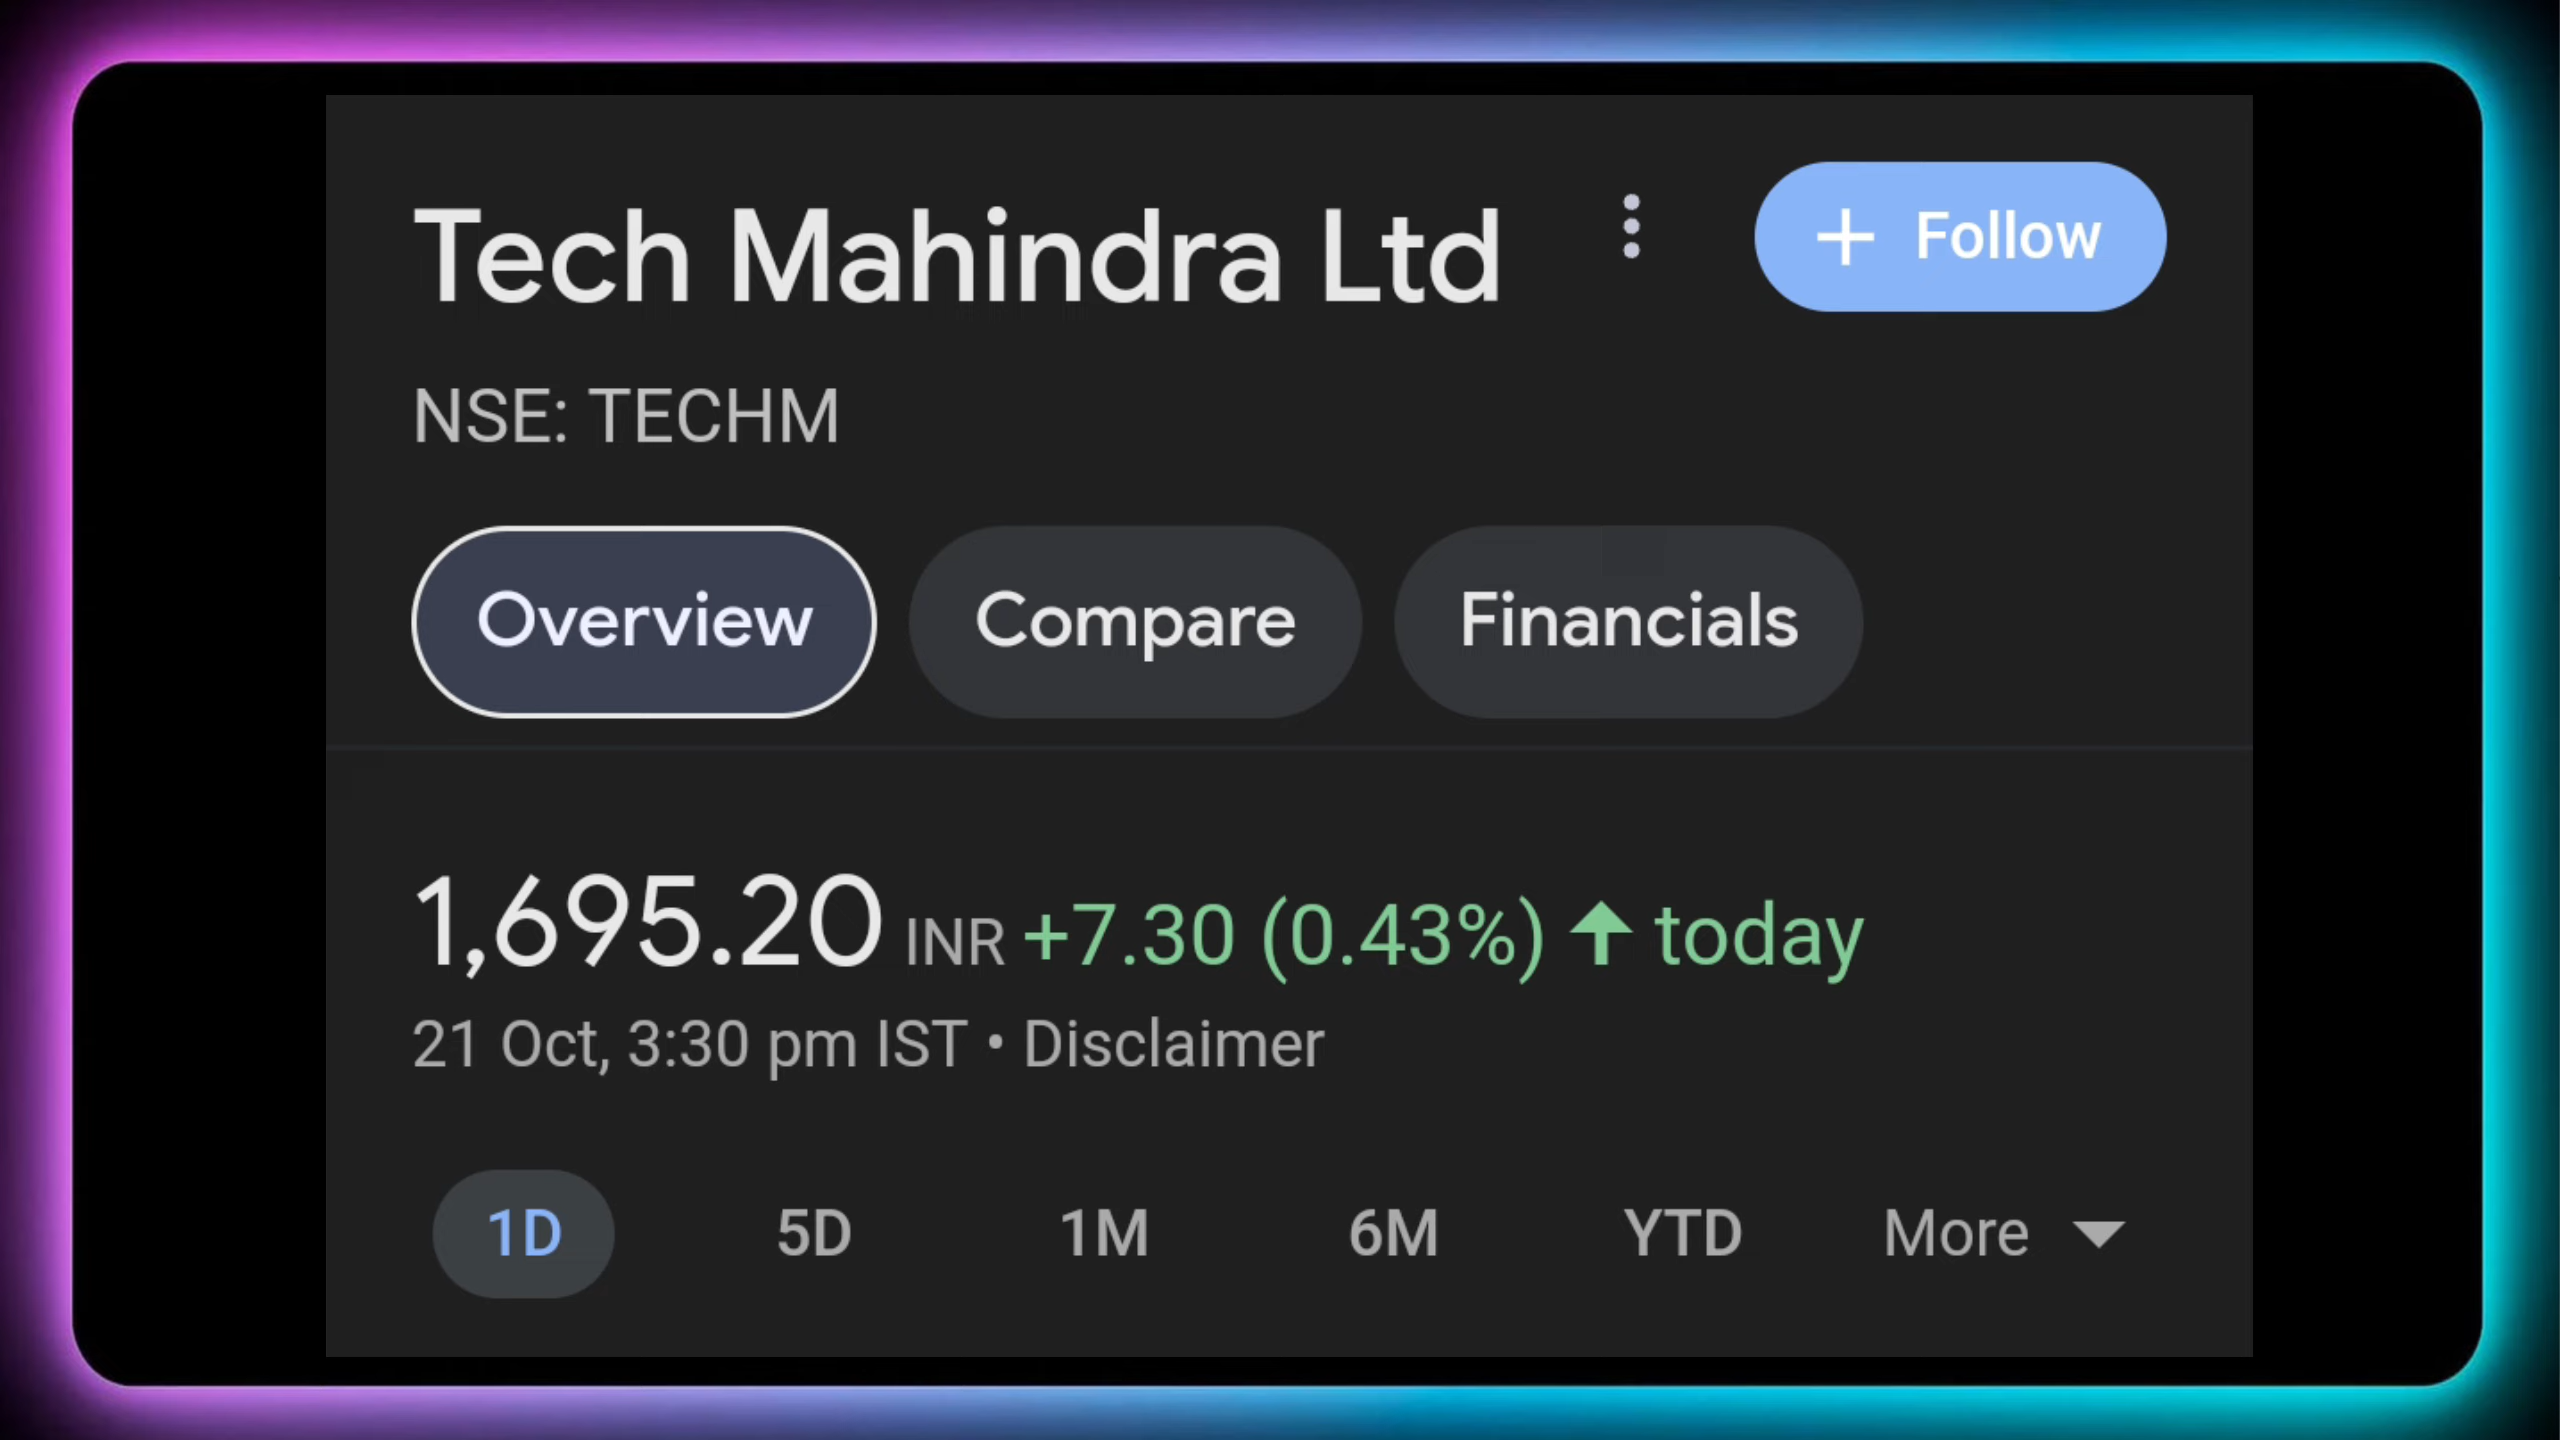 Tech Mahindra Ltd
+ Follow
NSE: TECHM
Overview Compare Financials
1,695.20 INR +7.30 (0.43%) ↑ today
21 Oct, 3:30 pm IST • Disclaimer
1D 5D 1M 6M YTD More